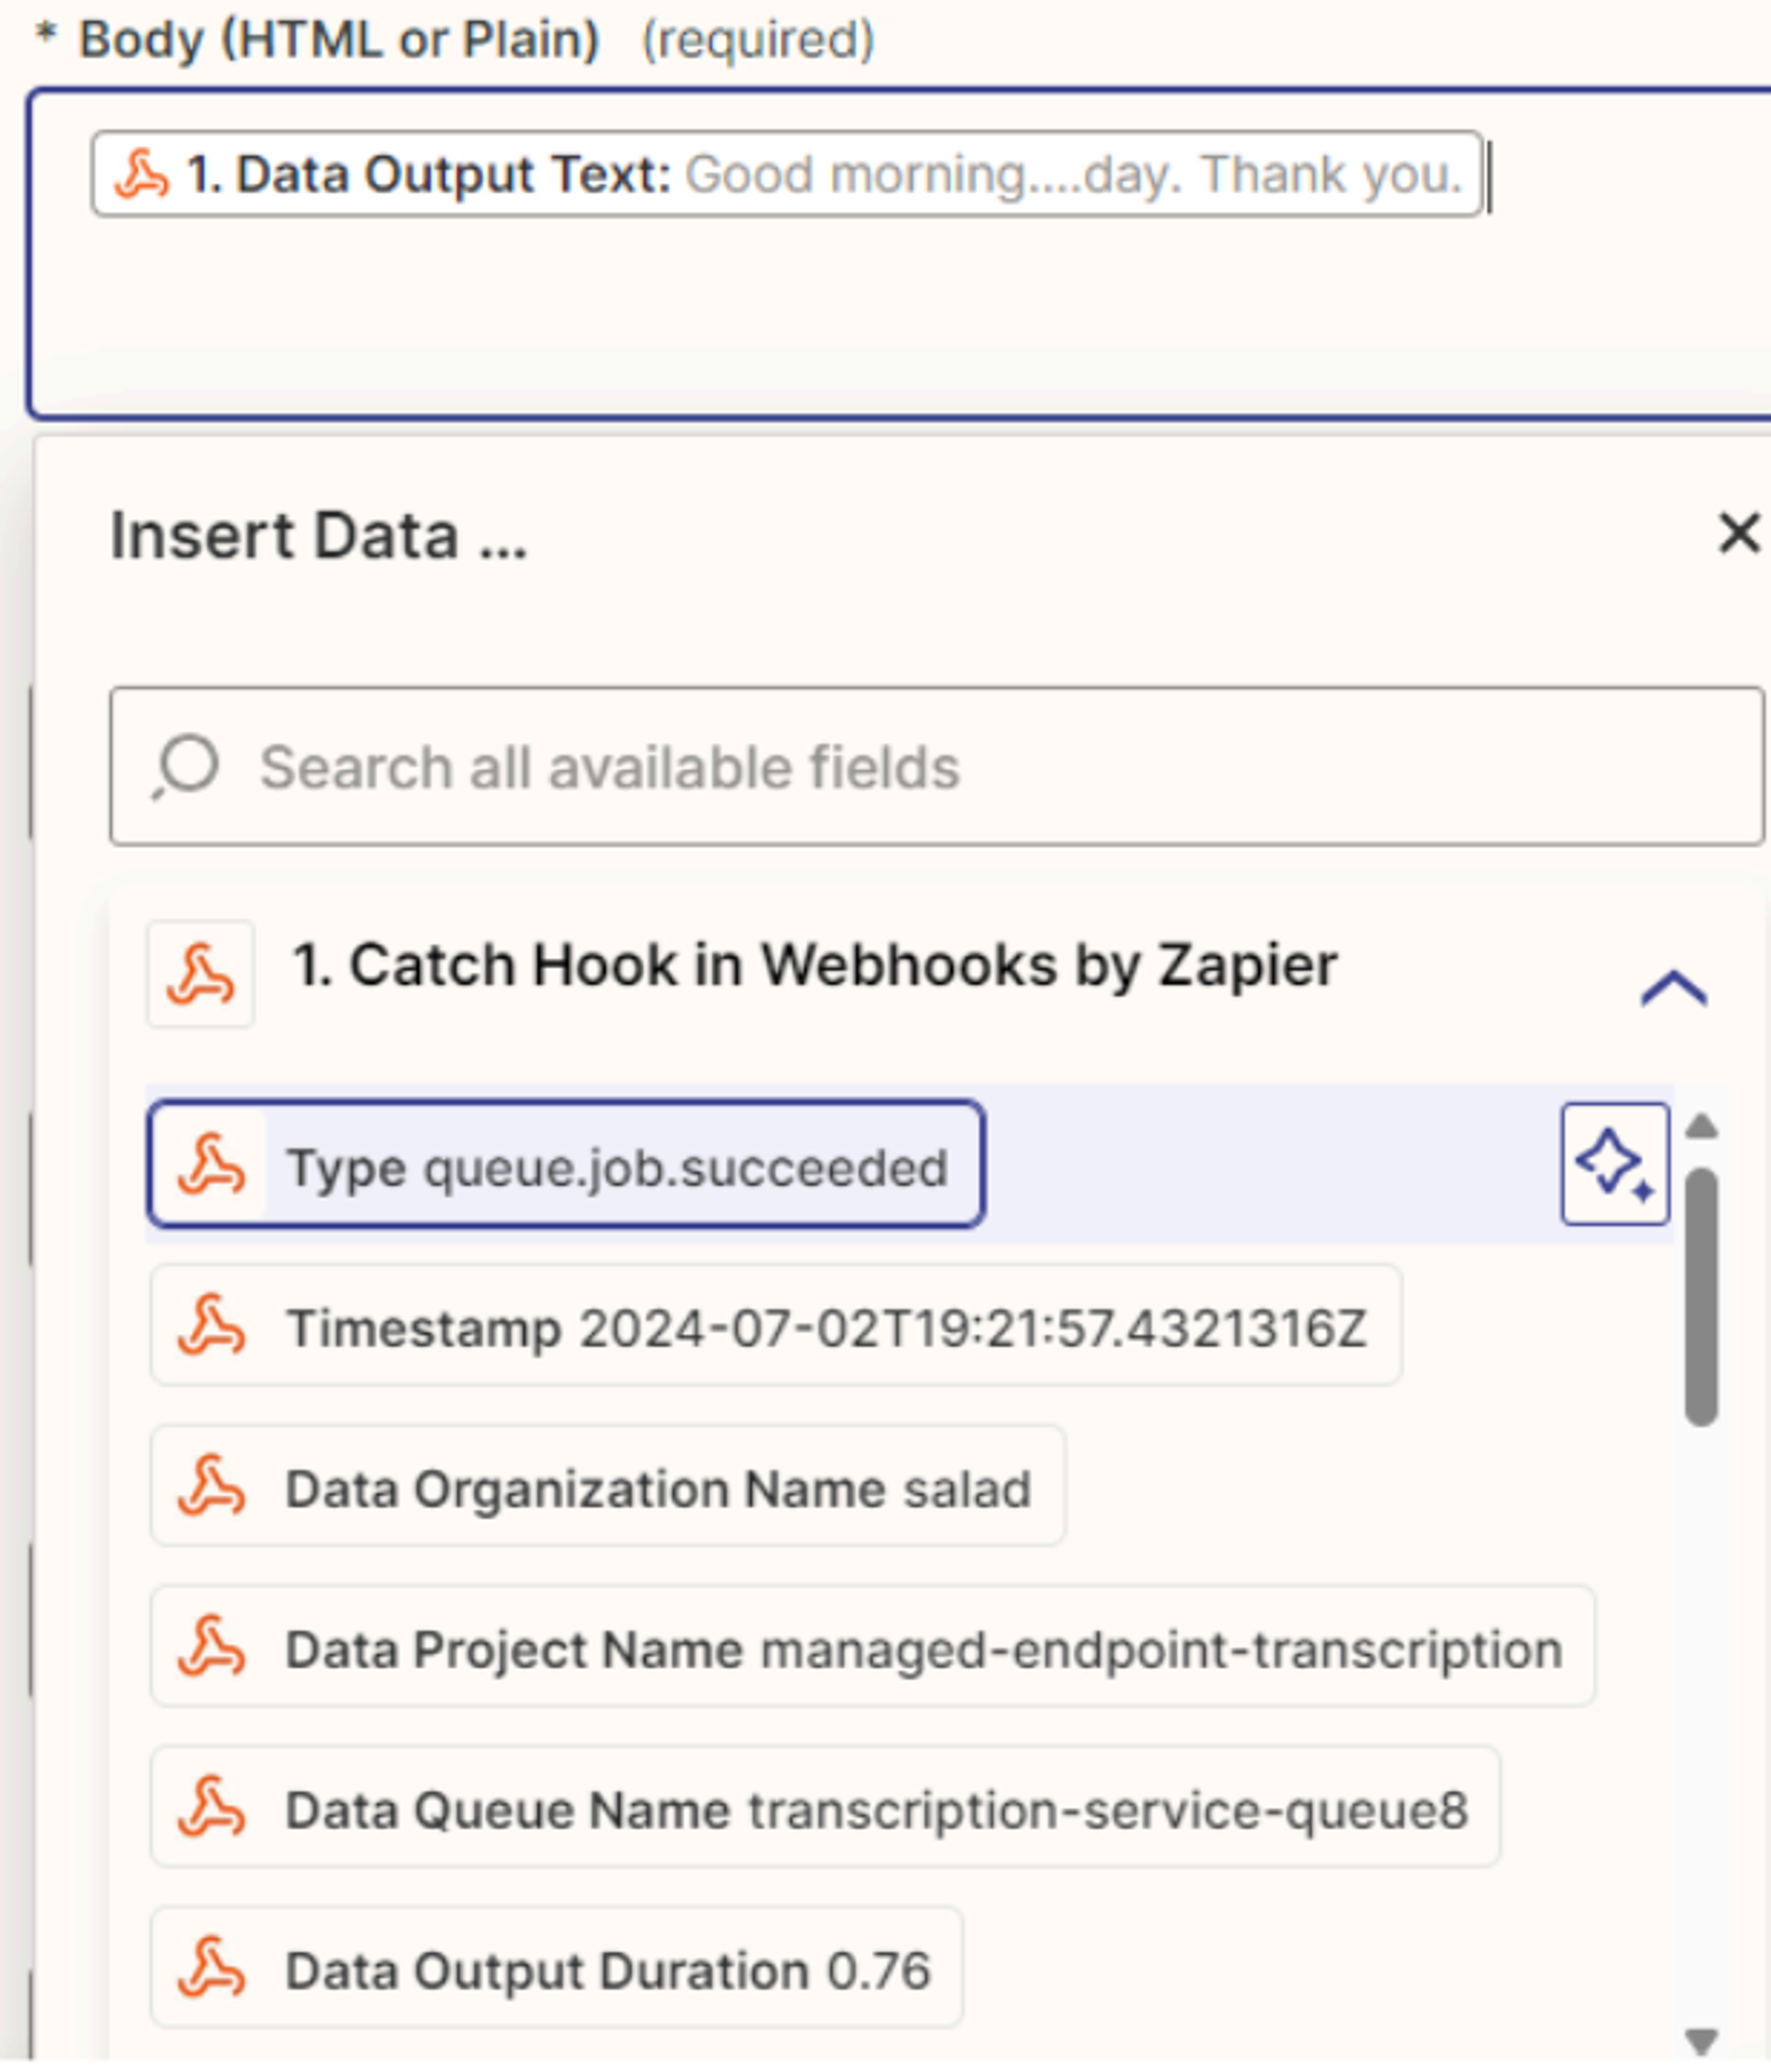 * Body (HTML or Plain) (required)
1. Data Output Text: Good morning....day. Thank you.
Insert Data ...
Search all available fields
1. Catch Hook in Webhooks by Zapier
Type queue.job.succeeded
Timestamp 2024-07-02T19:21:57.4321316Z
Data Organization Name salad
Data Project Name managed-endpoint-transcription
Data Queue Name transcription-service-queue8
Data Output Duration 0.76